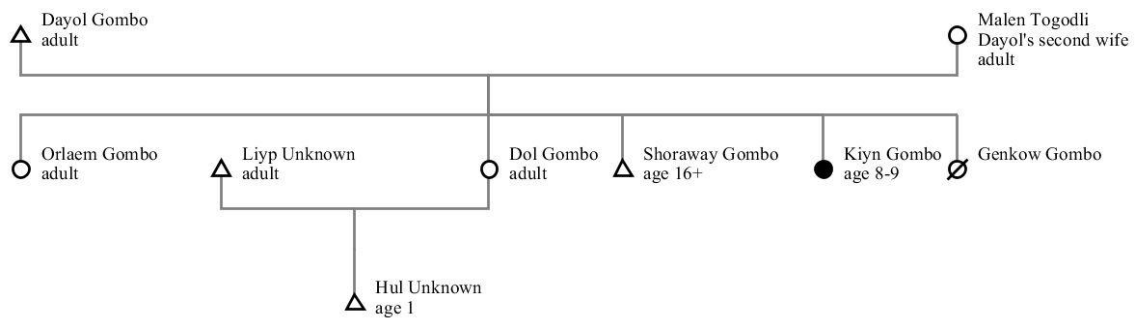 Dayol Gombo
adult
Malen Togodli
Dayol's second wife
adult
Orlaem Gombo
adult
Liyp Unknown
adult
Dol Gombo
adult
Shoraway Gombo
age 16+
Kiyn Gombo
age 8-9
Genkow Gombo
Hul Unknown
age 1